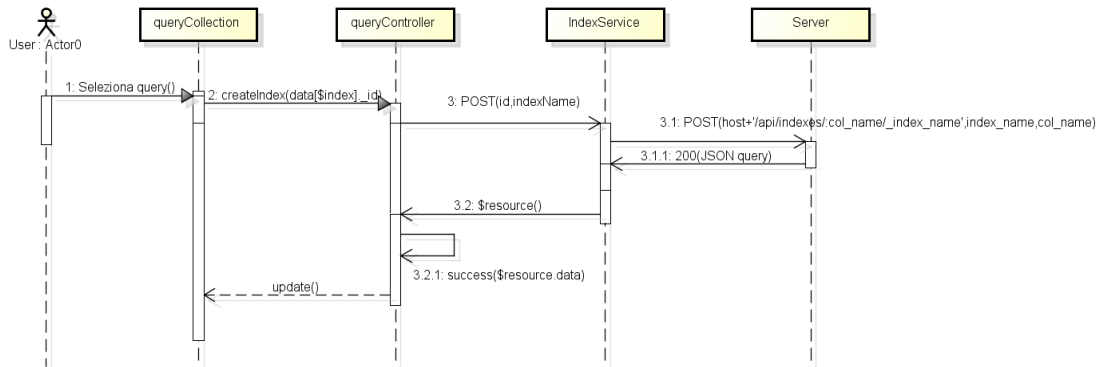 queryCollection
queryController
IndexService
Server
User : Actor0
1: Seleziona query()
2: createIndex(data[$index]._id)
3: POST(id,indexName)
3.1: POST(host+'/api/indexes/:col_name/_index_name',index_name,col_name)
3.1.1: 200(JSON query)
3.2: $resource()
3.2.1: success($resource.data)
update()